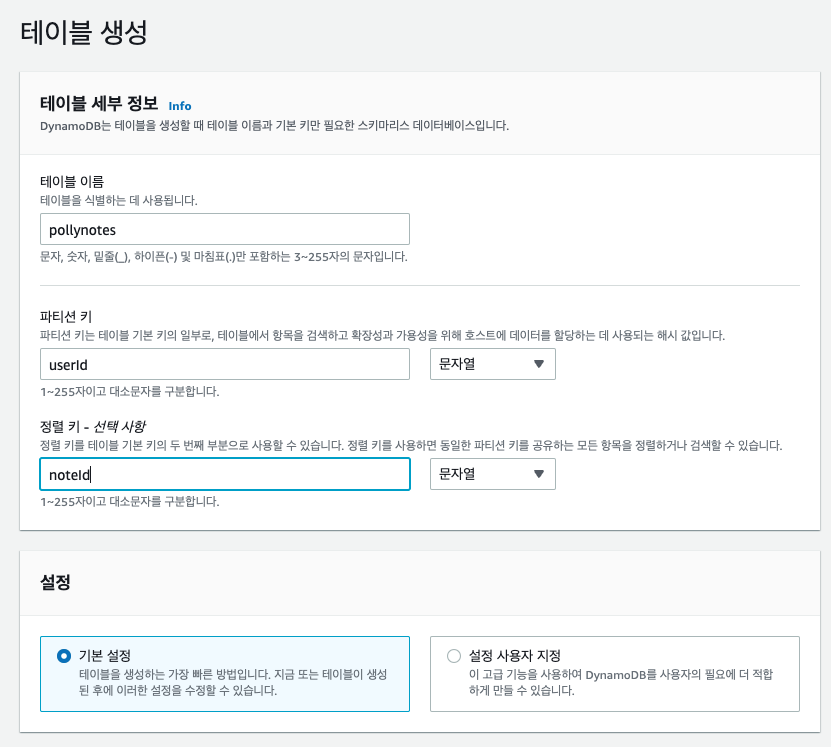 테이블 생성
테이블 세부 정보 Info
DynamoDB는 테이블을 생성할 때 테이블 이름과 기본 키만 필요한 스키마리스 데이터베이스입니다.
테이블 이름
테이블을 식별하는 데 사용됩니다.
pollynotes
문자, 숫자, 밑줄(_), 하이픈(-) 및 마침표(.)만 포함하는 3~255자의 문자입니다.
파티션 키
파티션 키는 테이블 기본 키의 일부로, 테이블에서 항목을 검색하고 확장성과 가용성을 위해 호스트에 데이터를 할당하는 데 사용되는 해시 값입니다.
userId 문자열
1~255자이고 대소문자를 구분합니다.
정렬 키 - 선택 사항
정렬 키를 테이블 기본 키의 두 번째 부분으로 사용할 수 있습니다. 정렬 키를 사용하면 동일한 파티션 키를 공유하는 모든 항목을 정렬하거나 검색할 수 있습니다.
noteId 문자열
1~255자이고 대소문자를 구분합니다.
설정
기본 설정
테이블을 생성하는 가장 빠른 방법입니다. 지금 또는 테이블이 생성
된 후에 이러한 설정을 수정할 수 있습니다.
설정 사용자 지정
이 고급 기능을 사용하여 DynamoDB를 사용자의 필요에 더 적합
하게 만들 수 있습니다.